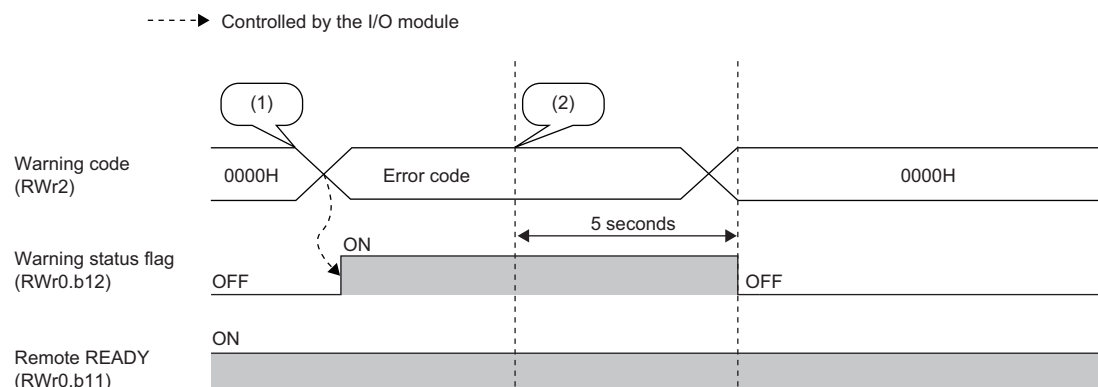 Controlled by the I/O module
(1)
(2)
Warning code
(RWr2)
0000H
Error code
0000H
5 seconds
Warning status flag
(RWr0.b12)
OFF
ON
OFF
Remote READY
(RWr0.b11)
ON